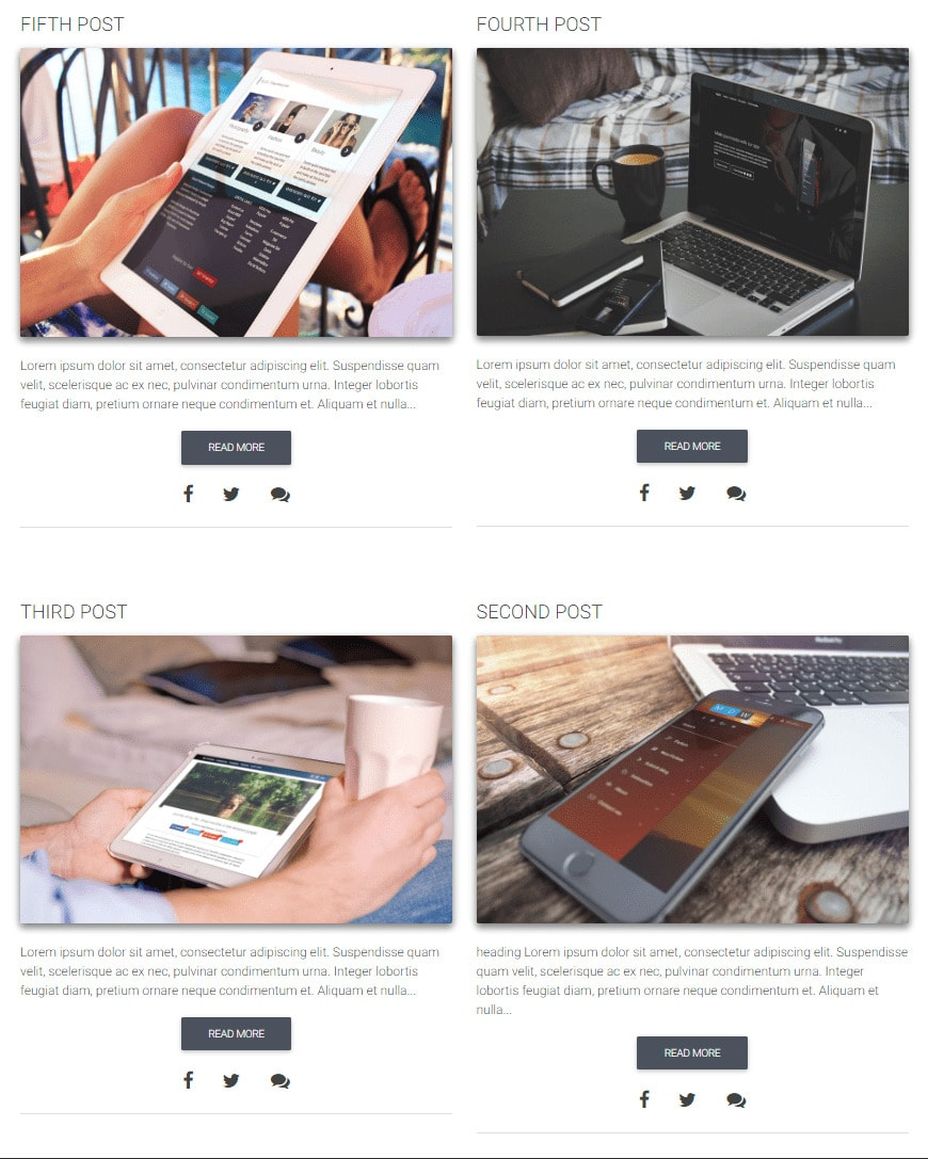 FIFTH POST
Lorem ipsum dolor sit amet, consectetur adipiscing elit. Suspendisse quam
velit, scelerisque ac ex nec, pulvinar condimentum urna. Integer lobortis
feugiat diam, pretium ornare neque condimentum et. Aliquam et nulla...
READ MORE
FOURTH POST
Lorem ipsum dolor sit amet, consectetur adipiscing elit. Suspendisse quam
velit, scelerisque ac ex nec, pulvinar condimentum urna. Integer lobortis
feugiat diam, pretium ornare neque condimentum et. Aliquam et nulla...
READ MORE
THIRD POST
Lorem ipsum dolor sit amet, consectetur adipiscing elit. Suspendisse quam
velit, scelerisque ac ex nec, pulvinar condimentum urna. Integer lobortis
feugiat diam, pretium ornare neque condimentum et. Aliquam et nulla...
READ MORE
SECOND POST
heading Lorem ipsum dolor sit amet, consectetur adipiscing elit. Suspendisse
quam velit, scelerisque ac ex nec, pulvinar condimentum urna. Integer
lobortis feugiat diam, pretium ornare neque condimentum et. Aliquam et
nulla...
READ MORE